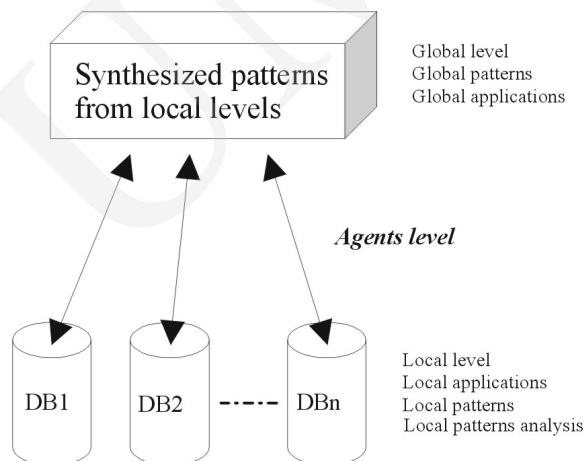 Synthesized patterns
from local levels
Global level
Global patterns
Global applications
Agents level
DB1
DB2
DBn
Local level
Local applications
Local patterns
Local patterns analysis